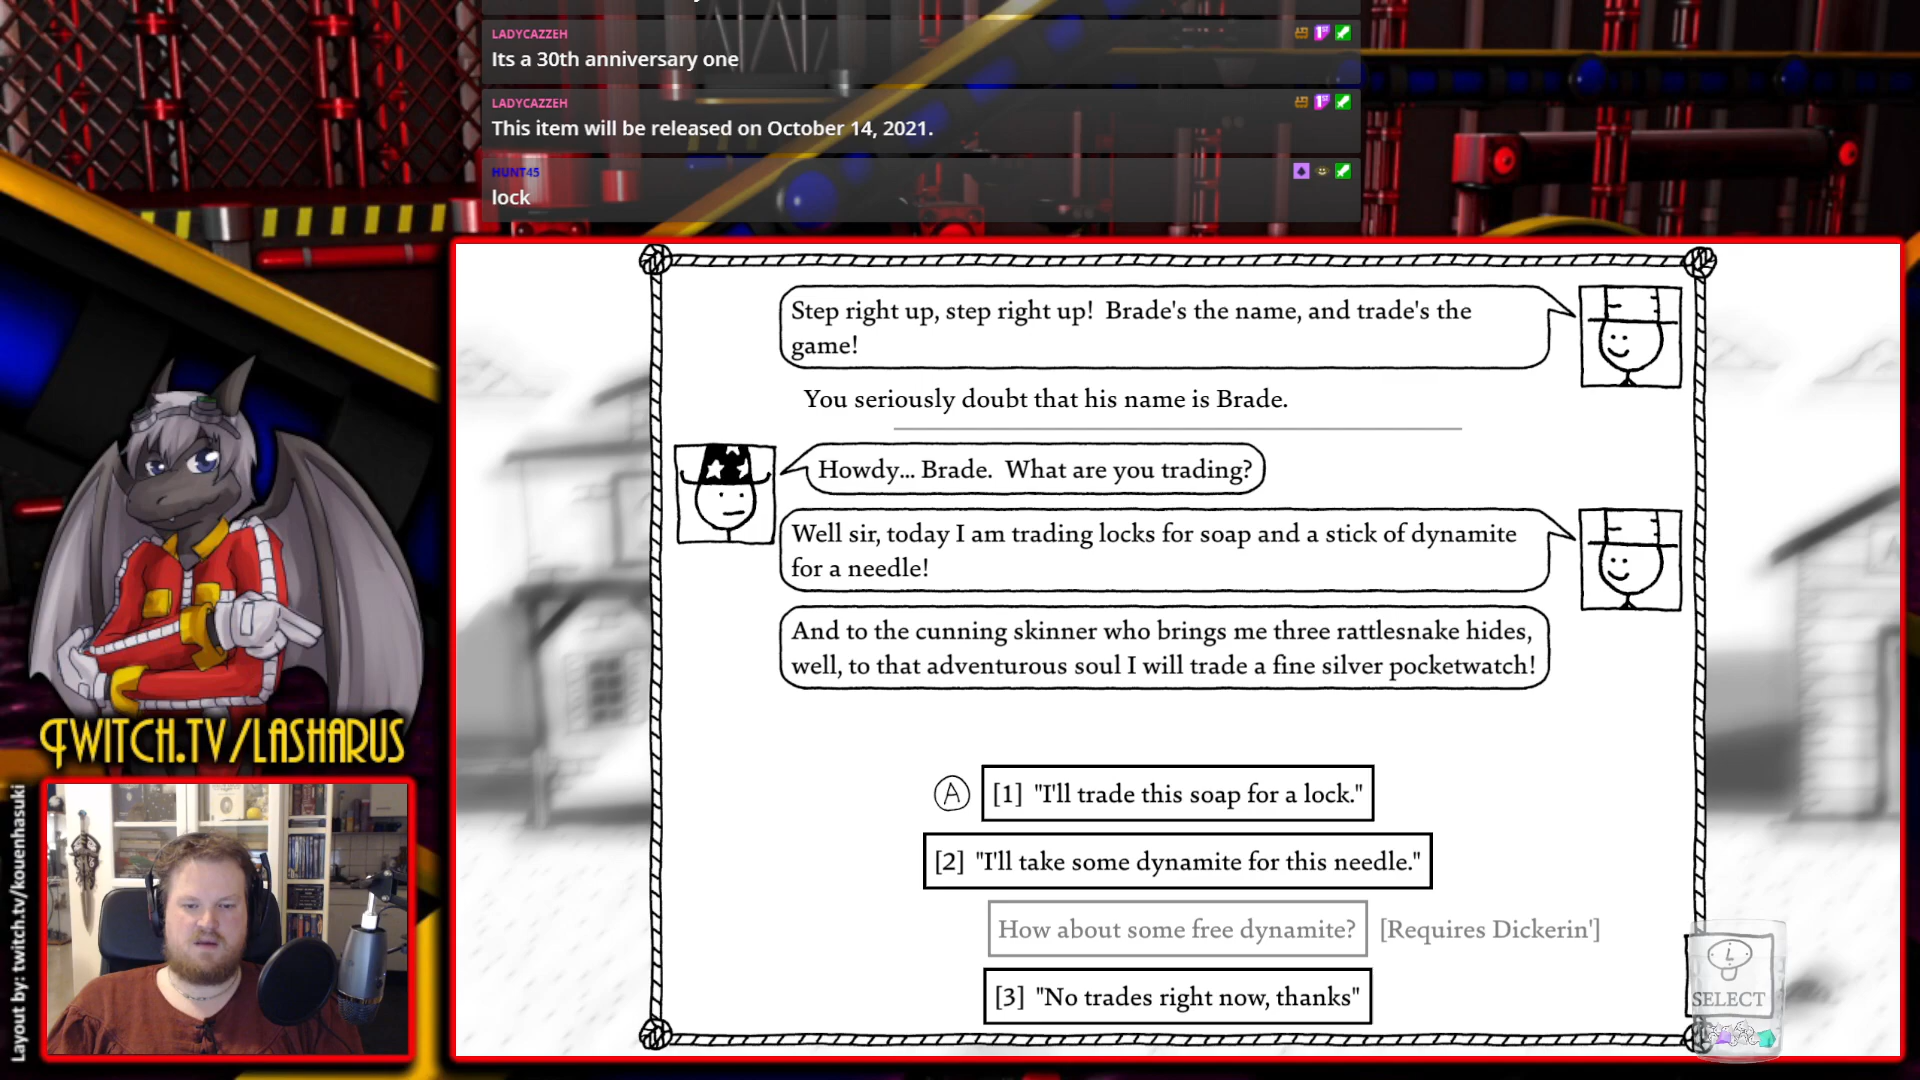 LADYCAZZEH
Its a 30th anniversary one
LADYCAZZEH
This item will be released on October 14, 2021.
HUNT45
lock
Step right up, step right up! Brade's the name, and trade's the
game!
You seriously doubt that his name is Brade.
Howdy... Brade. What are you trading?
Well sir, today I am trading locks for soap and a stick of dynamite
for a needle!
And to the cunning skinner who brings me three rattlesnake hides,
well, to that adventurous soul I will trade a fine silver pocketwatch!
A [1] "I'll trade this soap for a lock."
[2] "I'll take some dynamite for this needle."
How about some free dynamite? [Requires Dickerin']
[3] "No trades right now, thanks"
L
SELECT
TWITCH.TV/LASHARUS
Layout by: twitch.tv/kouenhasuki